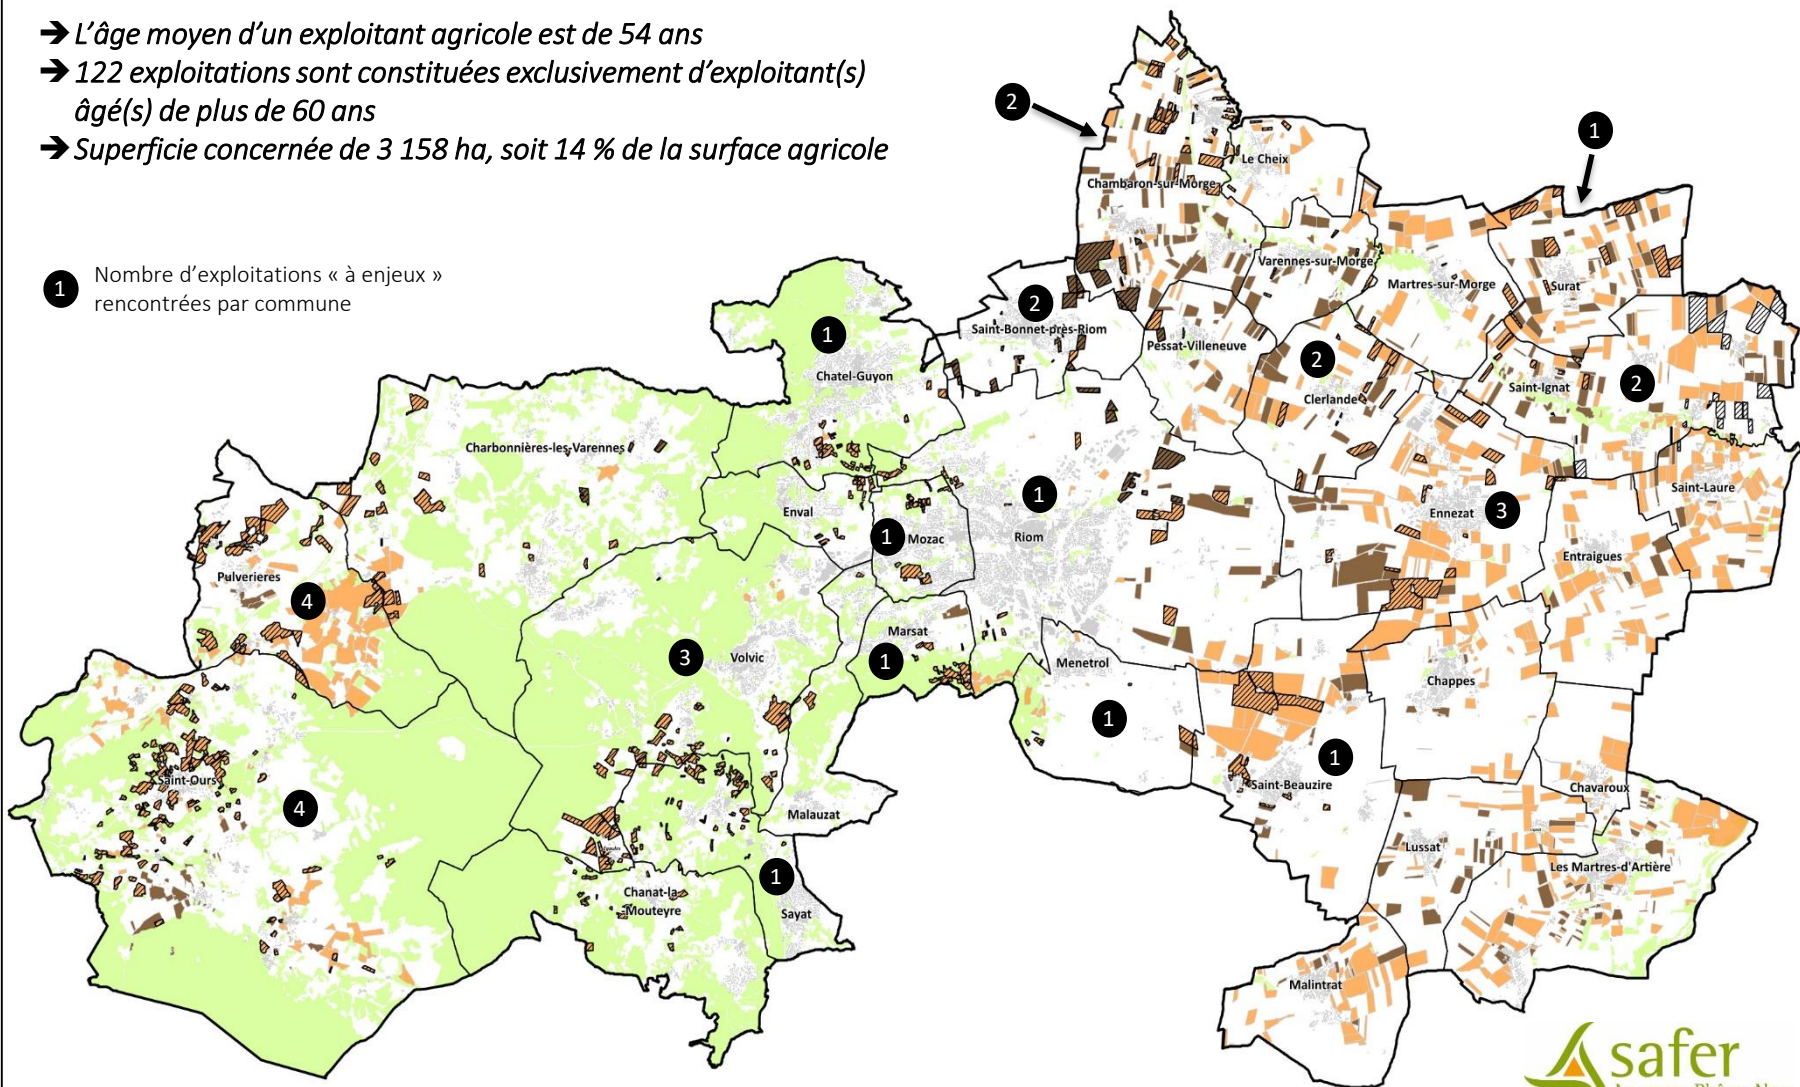 ➔ L'âge moyen d'un exploitant agricole est de 54 ans
➔ 122 exploitations sont constituées exclusivement d'exploitant(s)
âgé(s) de plus de 60 ans
➔ Superficie concernée de 3 158 ha, soit 14 % de la surface agricole
1 Nombre d'exploitations « à enjeux »
rencontrées par commune
2
1
Le Cheix
Chambaron-sur-Morge
Varennes-sur-Morge
Martres-sur-Morge
Surat
2
Saint-Bonnet-près-Riom
1
Chatel-Guyon
Pessat-Villeneuve
2
Clerlande
Saint-Ignat
2
Charbonnières-les-Varennes
Saint-Laure
1
Riom
Enval
1
Mozac
Ennezat
3
Entraigues
Pulverieres
4
Marsat
1
3
Volvic
Menetrol
1
Chappes
1
Saint-Beauzire
Saint-Ours
4
Malauzat
Chavaroux
Lussat
Les Martres-d'Artière
Chanat-la
-Mouteyre
1
Sayat
Malintrat
safer